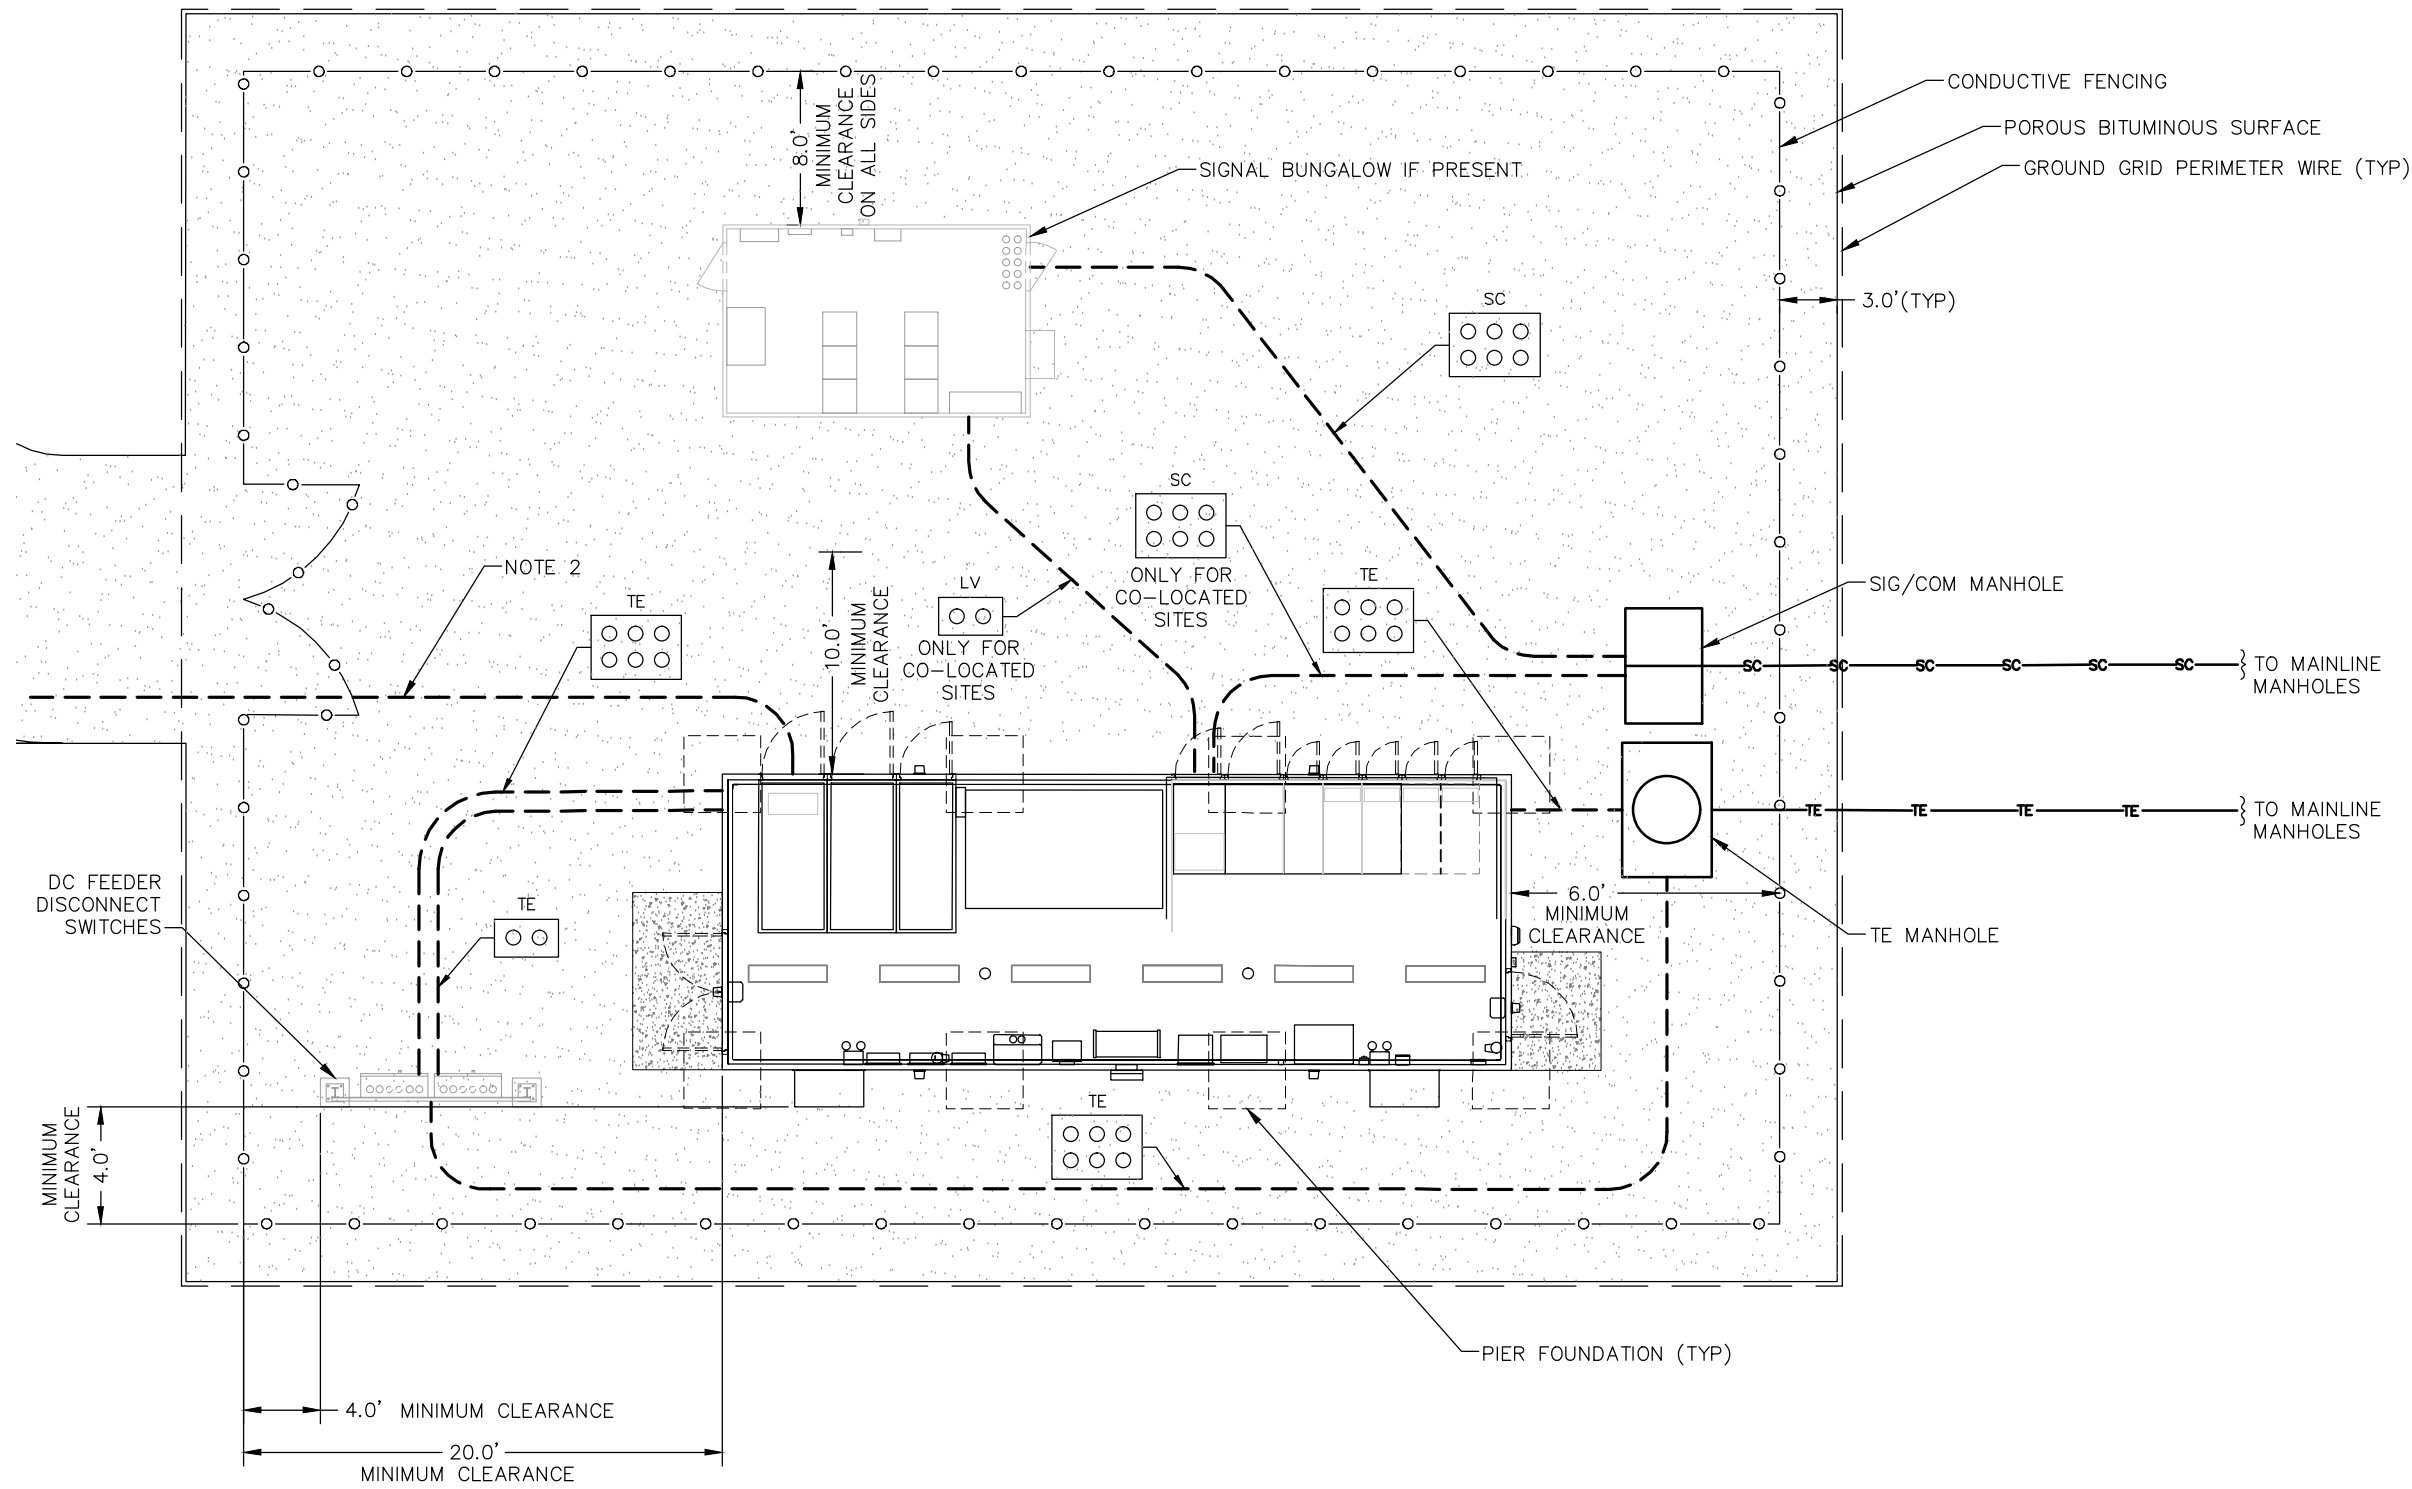 CONDUCTIVE FENCING
POROUS BITUMINOUS SURFACE
GROUND GRID PERIMETER WIRE (TYP)
8.0'
MINIMUM
CLEARANCE
ON ALL SIDES
SIGNAL BUNGALOW IF PRESENT
3.0'(TYP)
SC
SC
ONLY FOR
CO-LOCATED
SITES
NOTE 2
TE
10.0'
MINIMUM
CLEARANCE
LV
ONLY FOR
CO-LOCATED
SITES
TE
SIG/COM MANHOLE
SC SC SC SC SC SC
TO MAINLINE
MANHOLES
TE TE TE TE
TO MAINLINE
MANHOLES
DC FEEDER
DISCONNECT
SWITCHES
TE
6.0'
MINIMUM
CLEARANCE
TE MANHOLE
MINIMUM
CLEARANCE
4.0'
TE
PIER FOUNDATION (TYP)
4.0' MINIMUM CLEARANCE
20.0'
MINIMUM CLEARANCE